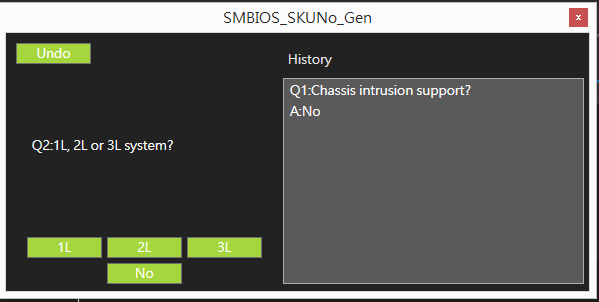 SMBIOS_SKUNo_Gen
x
Undo
History
Q1:Chassis intrusion support?
A:No
Q2:1L, 2L or 3L system?
1L
2L
3L
No